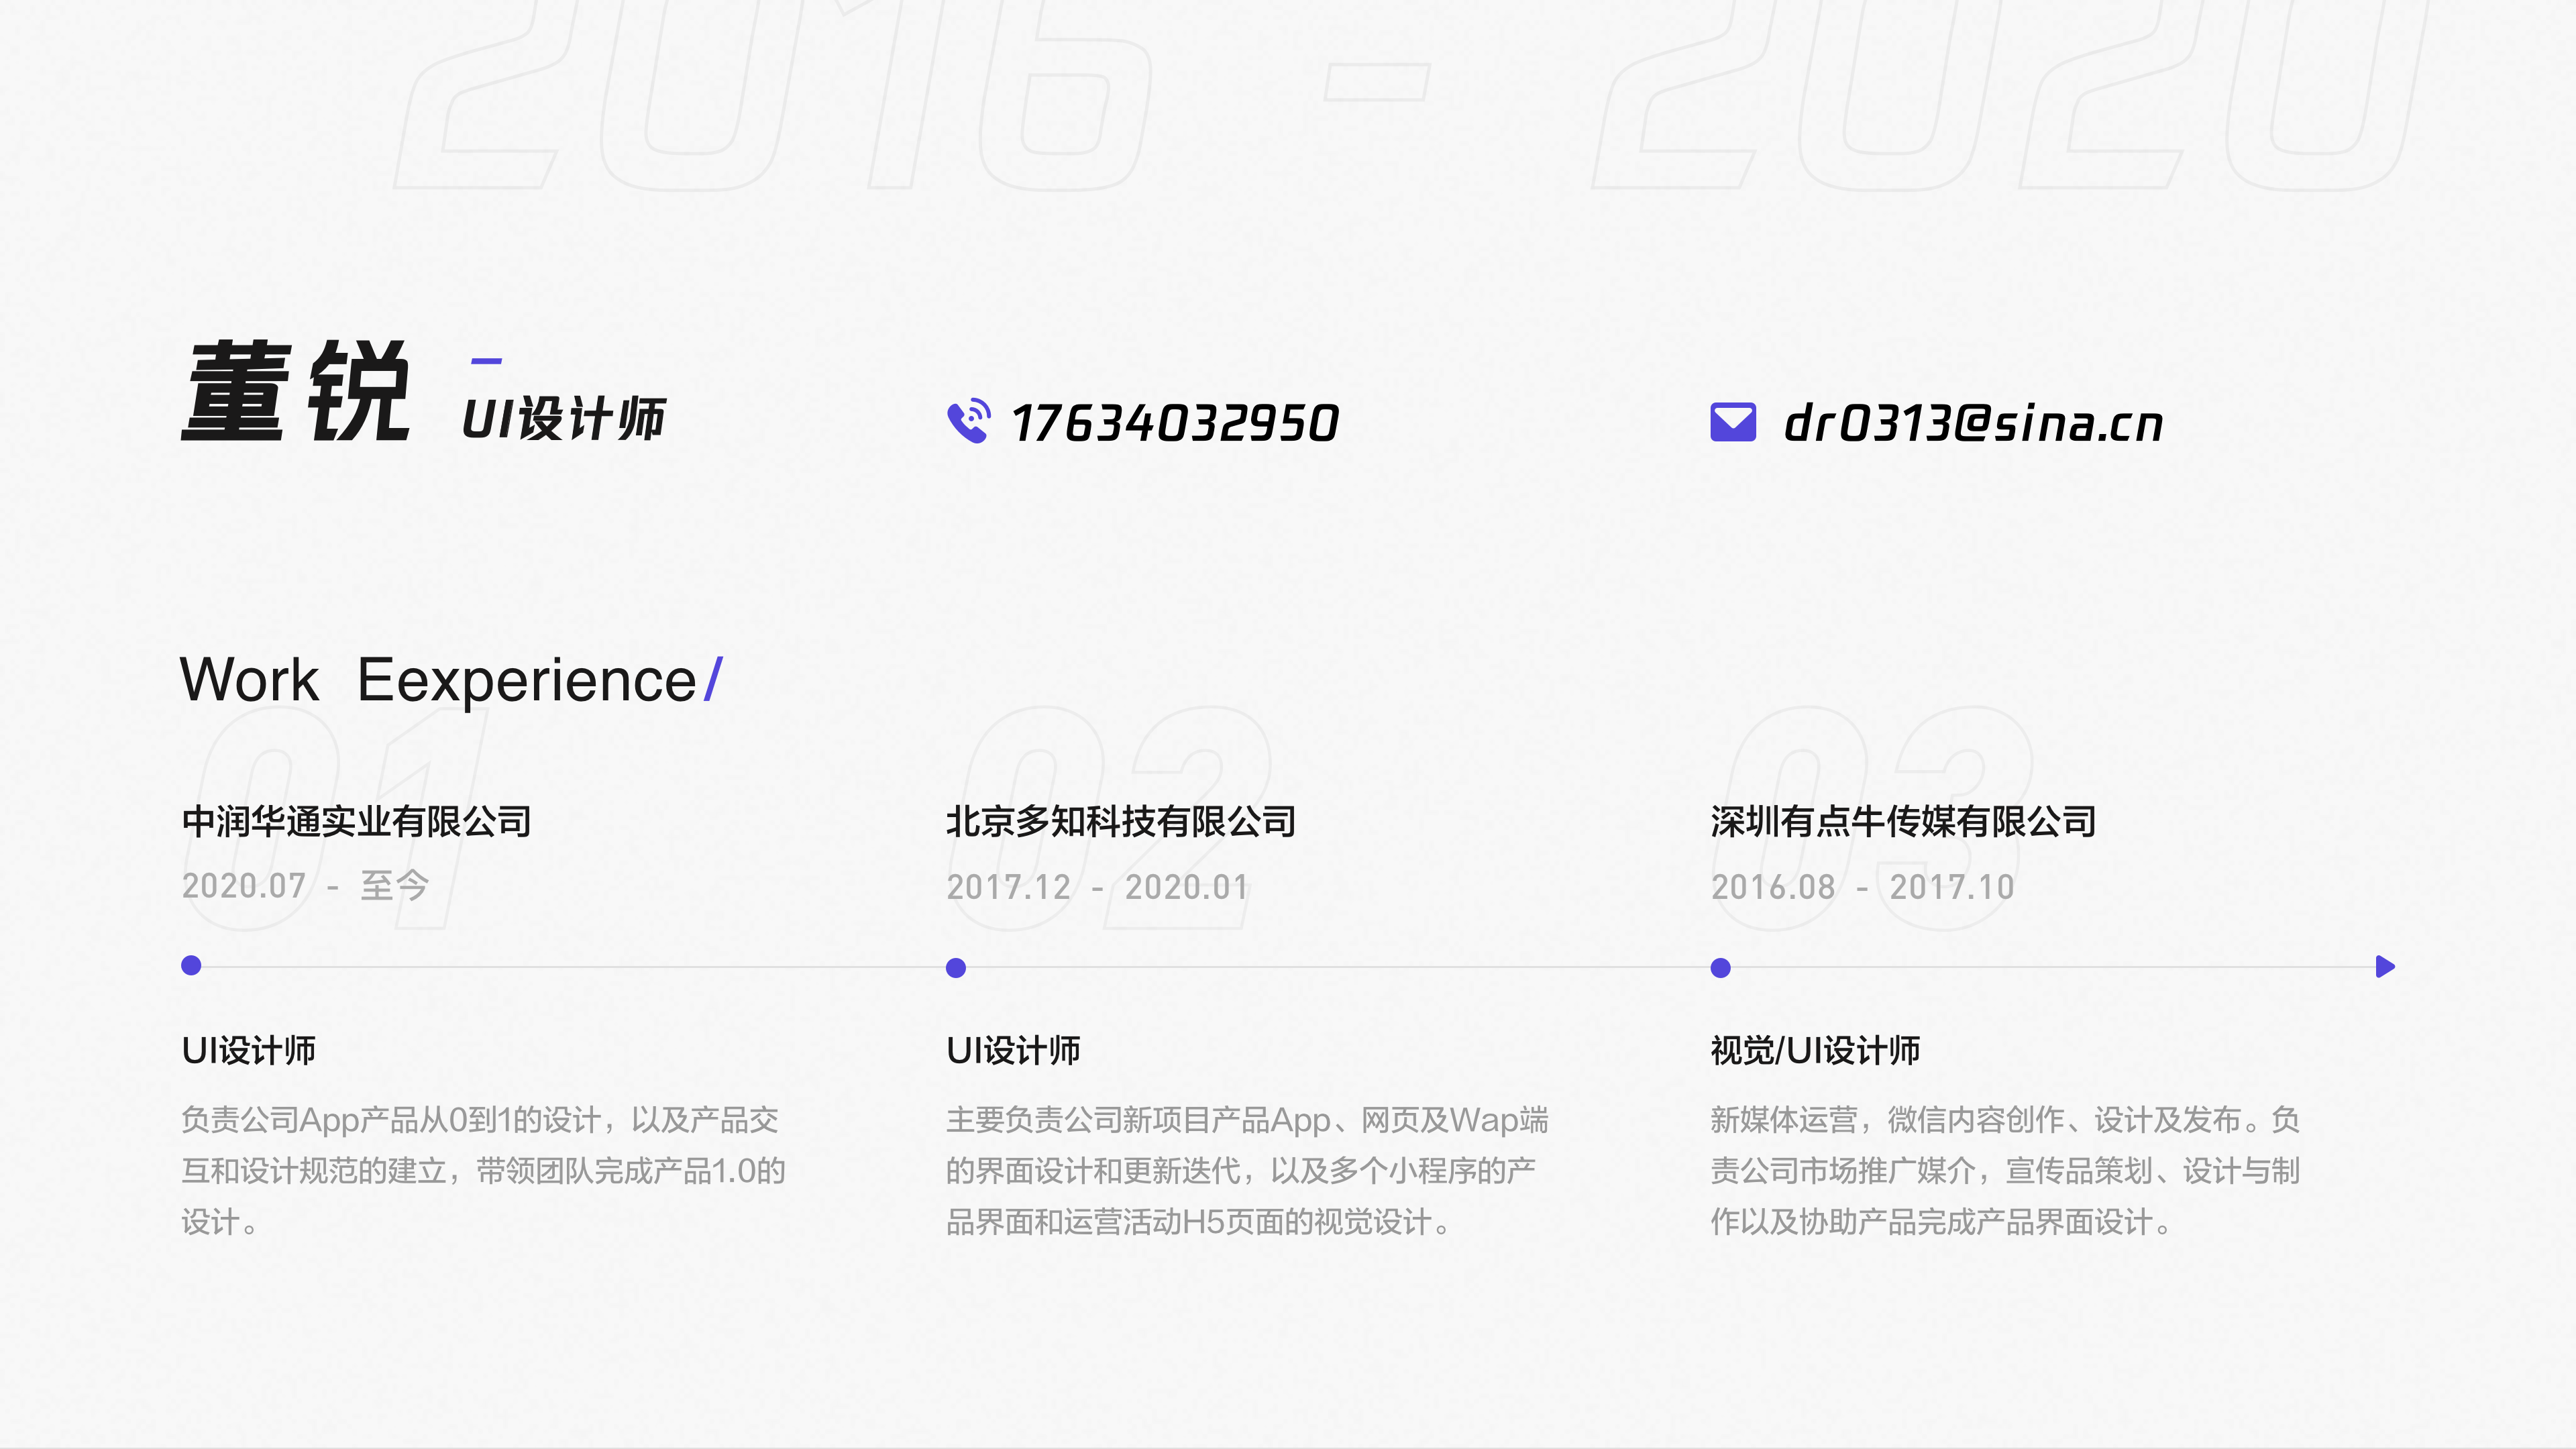 2016 - 2020
董锐
UI设计师
17634032950
dr0313@sina.cn
Work Eexperience/
01
中润华通实业有限公司
2020.07 - 至今
UI设计师
负责公司App产品从0到1的设计，以及产品交
互和设计规范的建立，带领团队完成产品1.0的
设计。
02
北京多知科技有限公司
2017.12 - 2020.01
UI设计师
主要负责公司新项目产品App、网页及Wap端
的界面设计和更新迭代，以及多个小程序的产
品界面和运营活动H5页面的视觉设计。
03
深圳有点牛传媒有限公司
2016.08 - 2017.10
视觉/UI设计师
新媒体运营，微信内容创作、设计及发布。负
责公司市场推广媒介，宣传品策划、设计与制
作以及协助产品完成产品界面设计。